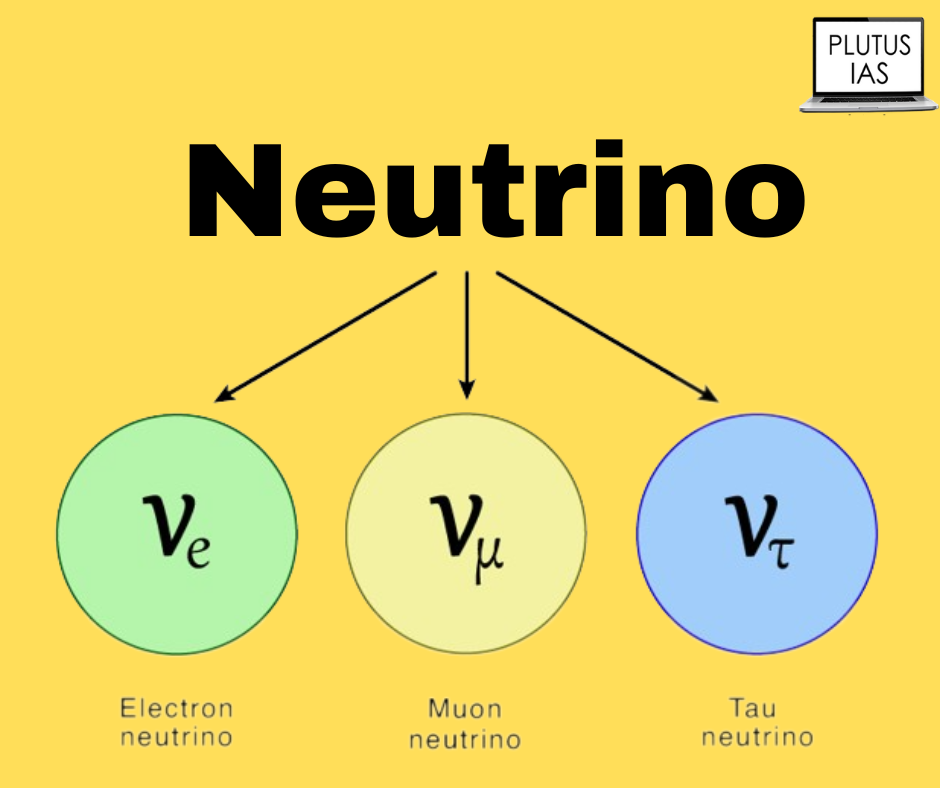 PLUTUS
IAS
Neutrino
νe
νμ
ντ
Electron
neutrino
Muon
neutrino
Tau
neutrino